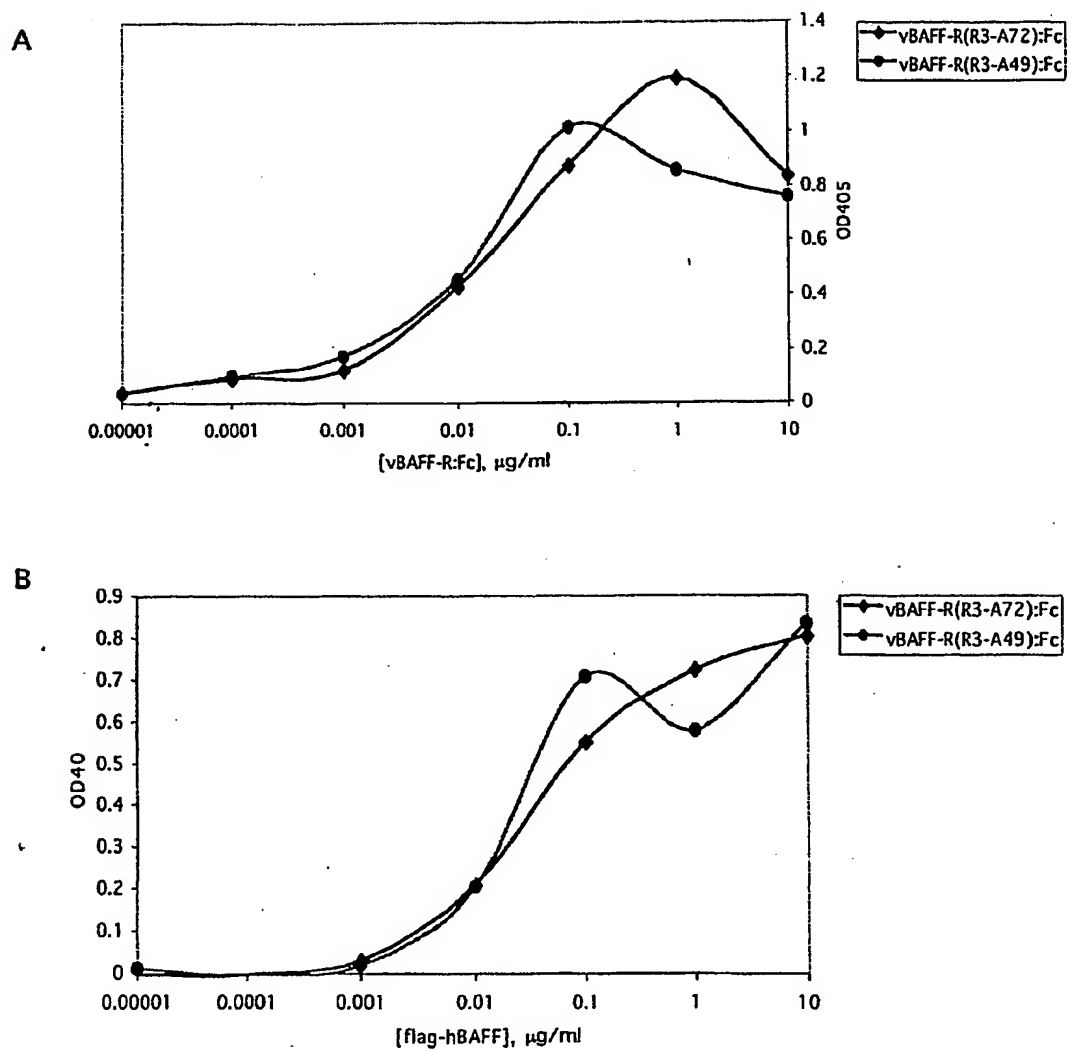 A
1.4
1.2
1
0.8
0.6
0.4
0.2
0
OD405
vBAFF-R(R3-A72):Fc
vBAFF-R(R3-A49):Fc
0.00001 0.0001 0.001 0.01 0.1 1 10
[vBAFF-R:Fc], µg/ml
B
0.9
0.8
0.7
0.6
0.5
0.4
0.3
0.2
0.1
0
OD40
vBAFF-R(R3-A72):Fc
vBAFF-R(R3-A49):Fc
0.00001 0.0001 0.001 0.01 0.1 1 10
[flag-hBAFF], µg/ml